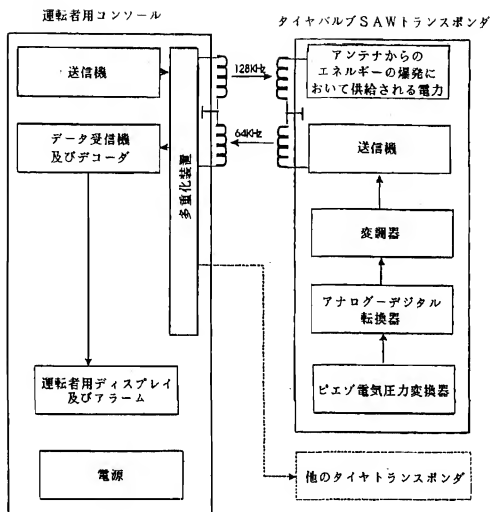 運転者用コンソール
送信機
データ受信機
及びデコーダ
多重化装置
運転者用ディスプレイ
及びアラーム
電源
128KHz
64KHz
タイヤバルブSAWトランスポンダ
アンテナからの
エネルギーの爆発に
おいて供給される電力
送信機
変調器
アナログーデジタル
転換器
ピエゾ電気圧力変換器
他のタイヤトランスポンダ